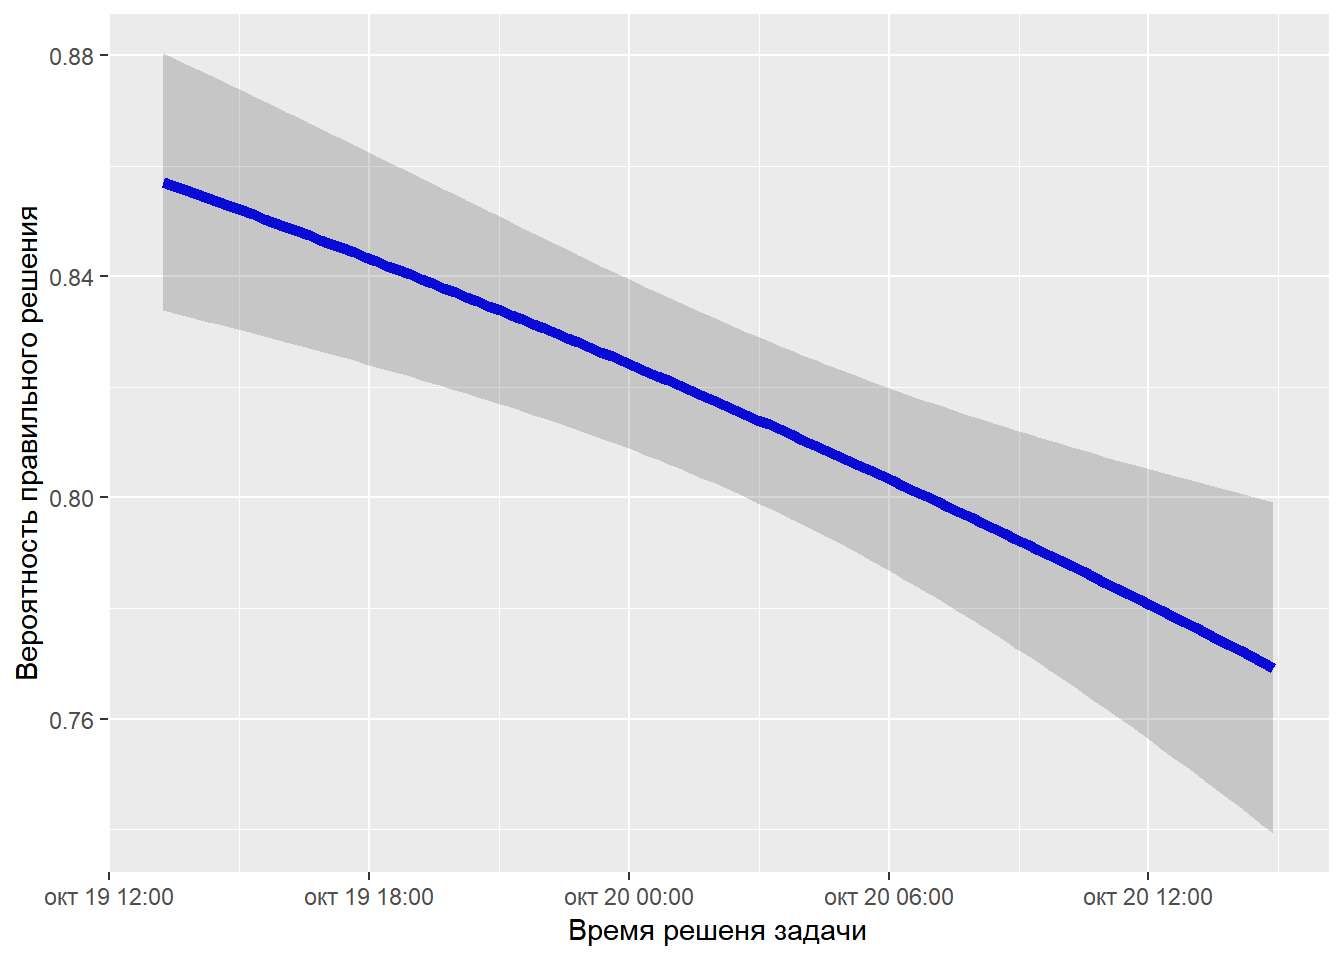 Вероятность правильного решения
0.88
0.84
0.80
0.76
окт 19 12:00 окт 19 18:00 окт 20 00:00 окт 20 06:00 окт 20 12:00
Время решеня задачи